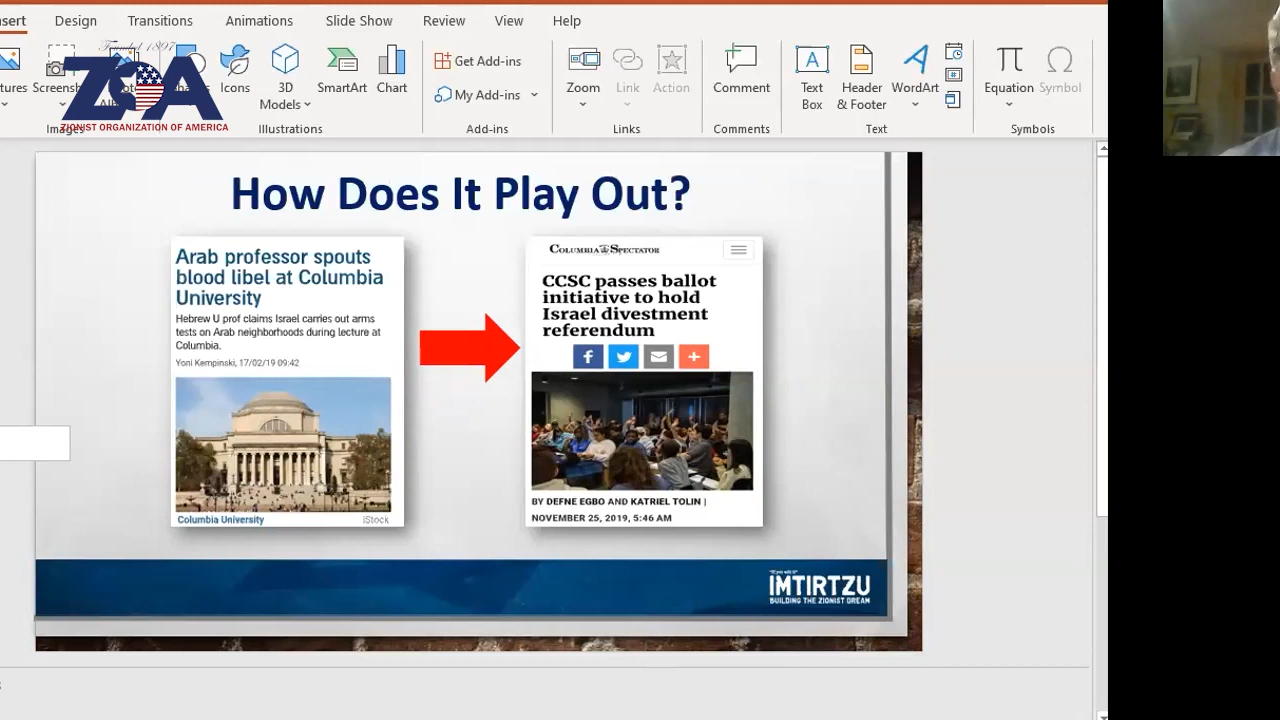 Design Transitions Animations Slide Show Review View Help
Founded 1897
ZOA
ZIONIST ORGANIZATION OF AMERICA
Icons
3D
Models
SmartArt
Chart
Get Add-ins
My Add-ins
Zoom
Link
Action
Comment
Text
Box
Header
& Footer
WordArt
Equation
Symbol
Illustrations
Add-ins
Links
Comments
Text
Symbols
How Does It Play Out?
Arab professor spouts
blood libel at Columbia
University
Hebrew U prof claims Israel carries out arms
tests on Arab neighborhoods during lecture at
Columbia.
Yoni Kempinski, 17/02/19 09:42
Columbia University
iStock
COLUMBIA SPECTATOR
CCSC passes ballot
initiative to hold
Israel divestment
referendum
BY DEFNE EGBO AND KATRIEL TOLIN |
NOVEMBER 25, 2019, 5:46 AM
IMTIRTZU
BUILDING THE ZIONIST DREAM